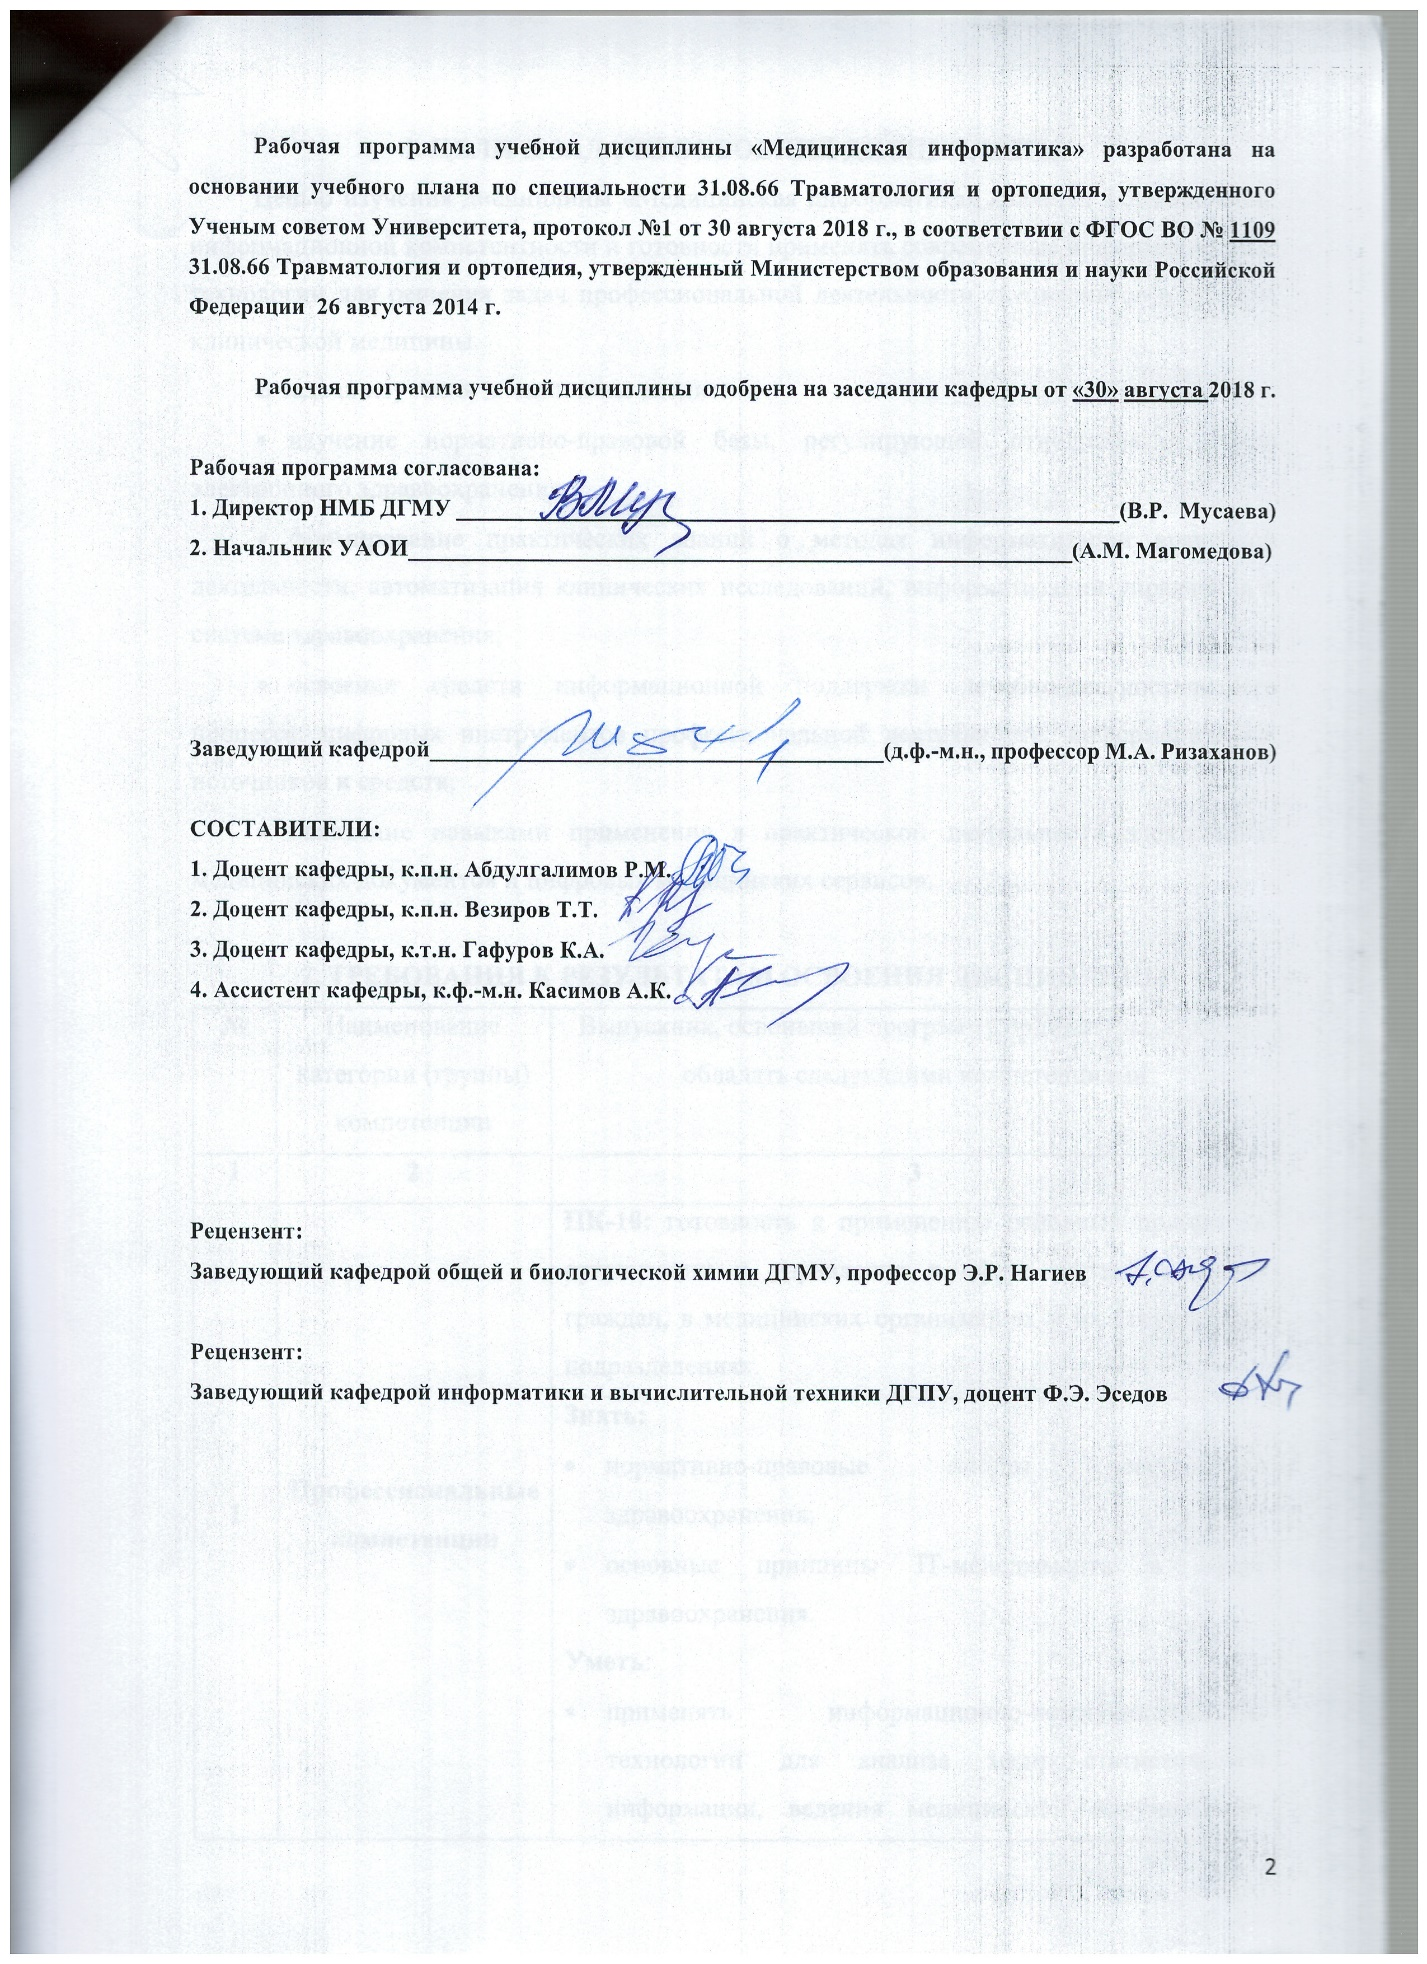 Рабочая программа учебной дисциплины «Медицинская информатика» разработана на
основании учебного плана по специальности 31.08.66 Травматология и ортопедия, утвержденного
Ученым советом Университета, протокол №1 от 30 августа 2018 г., в соответствии с ФГОС ВО № 1109
31.08.66 Травматология и ортопедия, утвержденный Министерством образования и науки Российской
Федерации 26 августа 2014 г.
Рабочая программа учебной дисциплины одобрена на заседании кафедры от «30» августа 2018 г.
Рабочая программа согласована:
1. Директор НМБ ДГМУ (В.Р. Мусаева)
2. Начальник УАОИ (А.М. Магомедова)
Заведующий кафедрой (д.ф.-м.н., профессор М.А. Ризаханов)
СОСТАВИТЕЛИ:
1. Доцент кафедры, к.п.н. Абдулгалимов Р.М.
2. Доцент кафедры, к.п.н. Везиров Т.Т.
3. Доцент кафедры, к.т.н. Гафуров К.А.
4. Ассистент кафедры, к.ф.-м.н. Касимов А.К.
Рецензент:
Заведующий кафедрой общей и биологической химии ДГМУ, профессор Э.Р. Нагиев
Рецензент:
Заведующий кафедрой информатики и вычислительной техники ДГПУ, доцент Ф.Э. Эседов
2